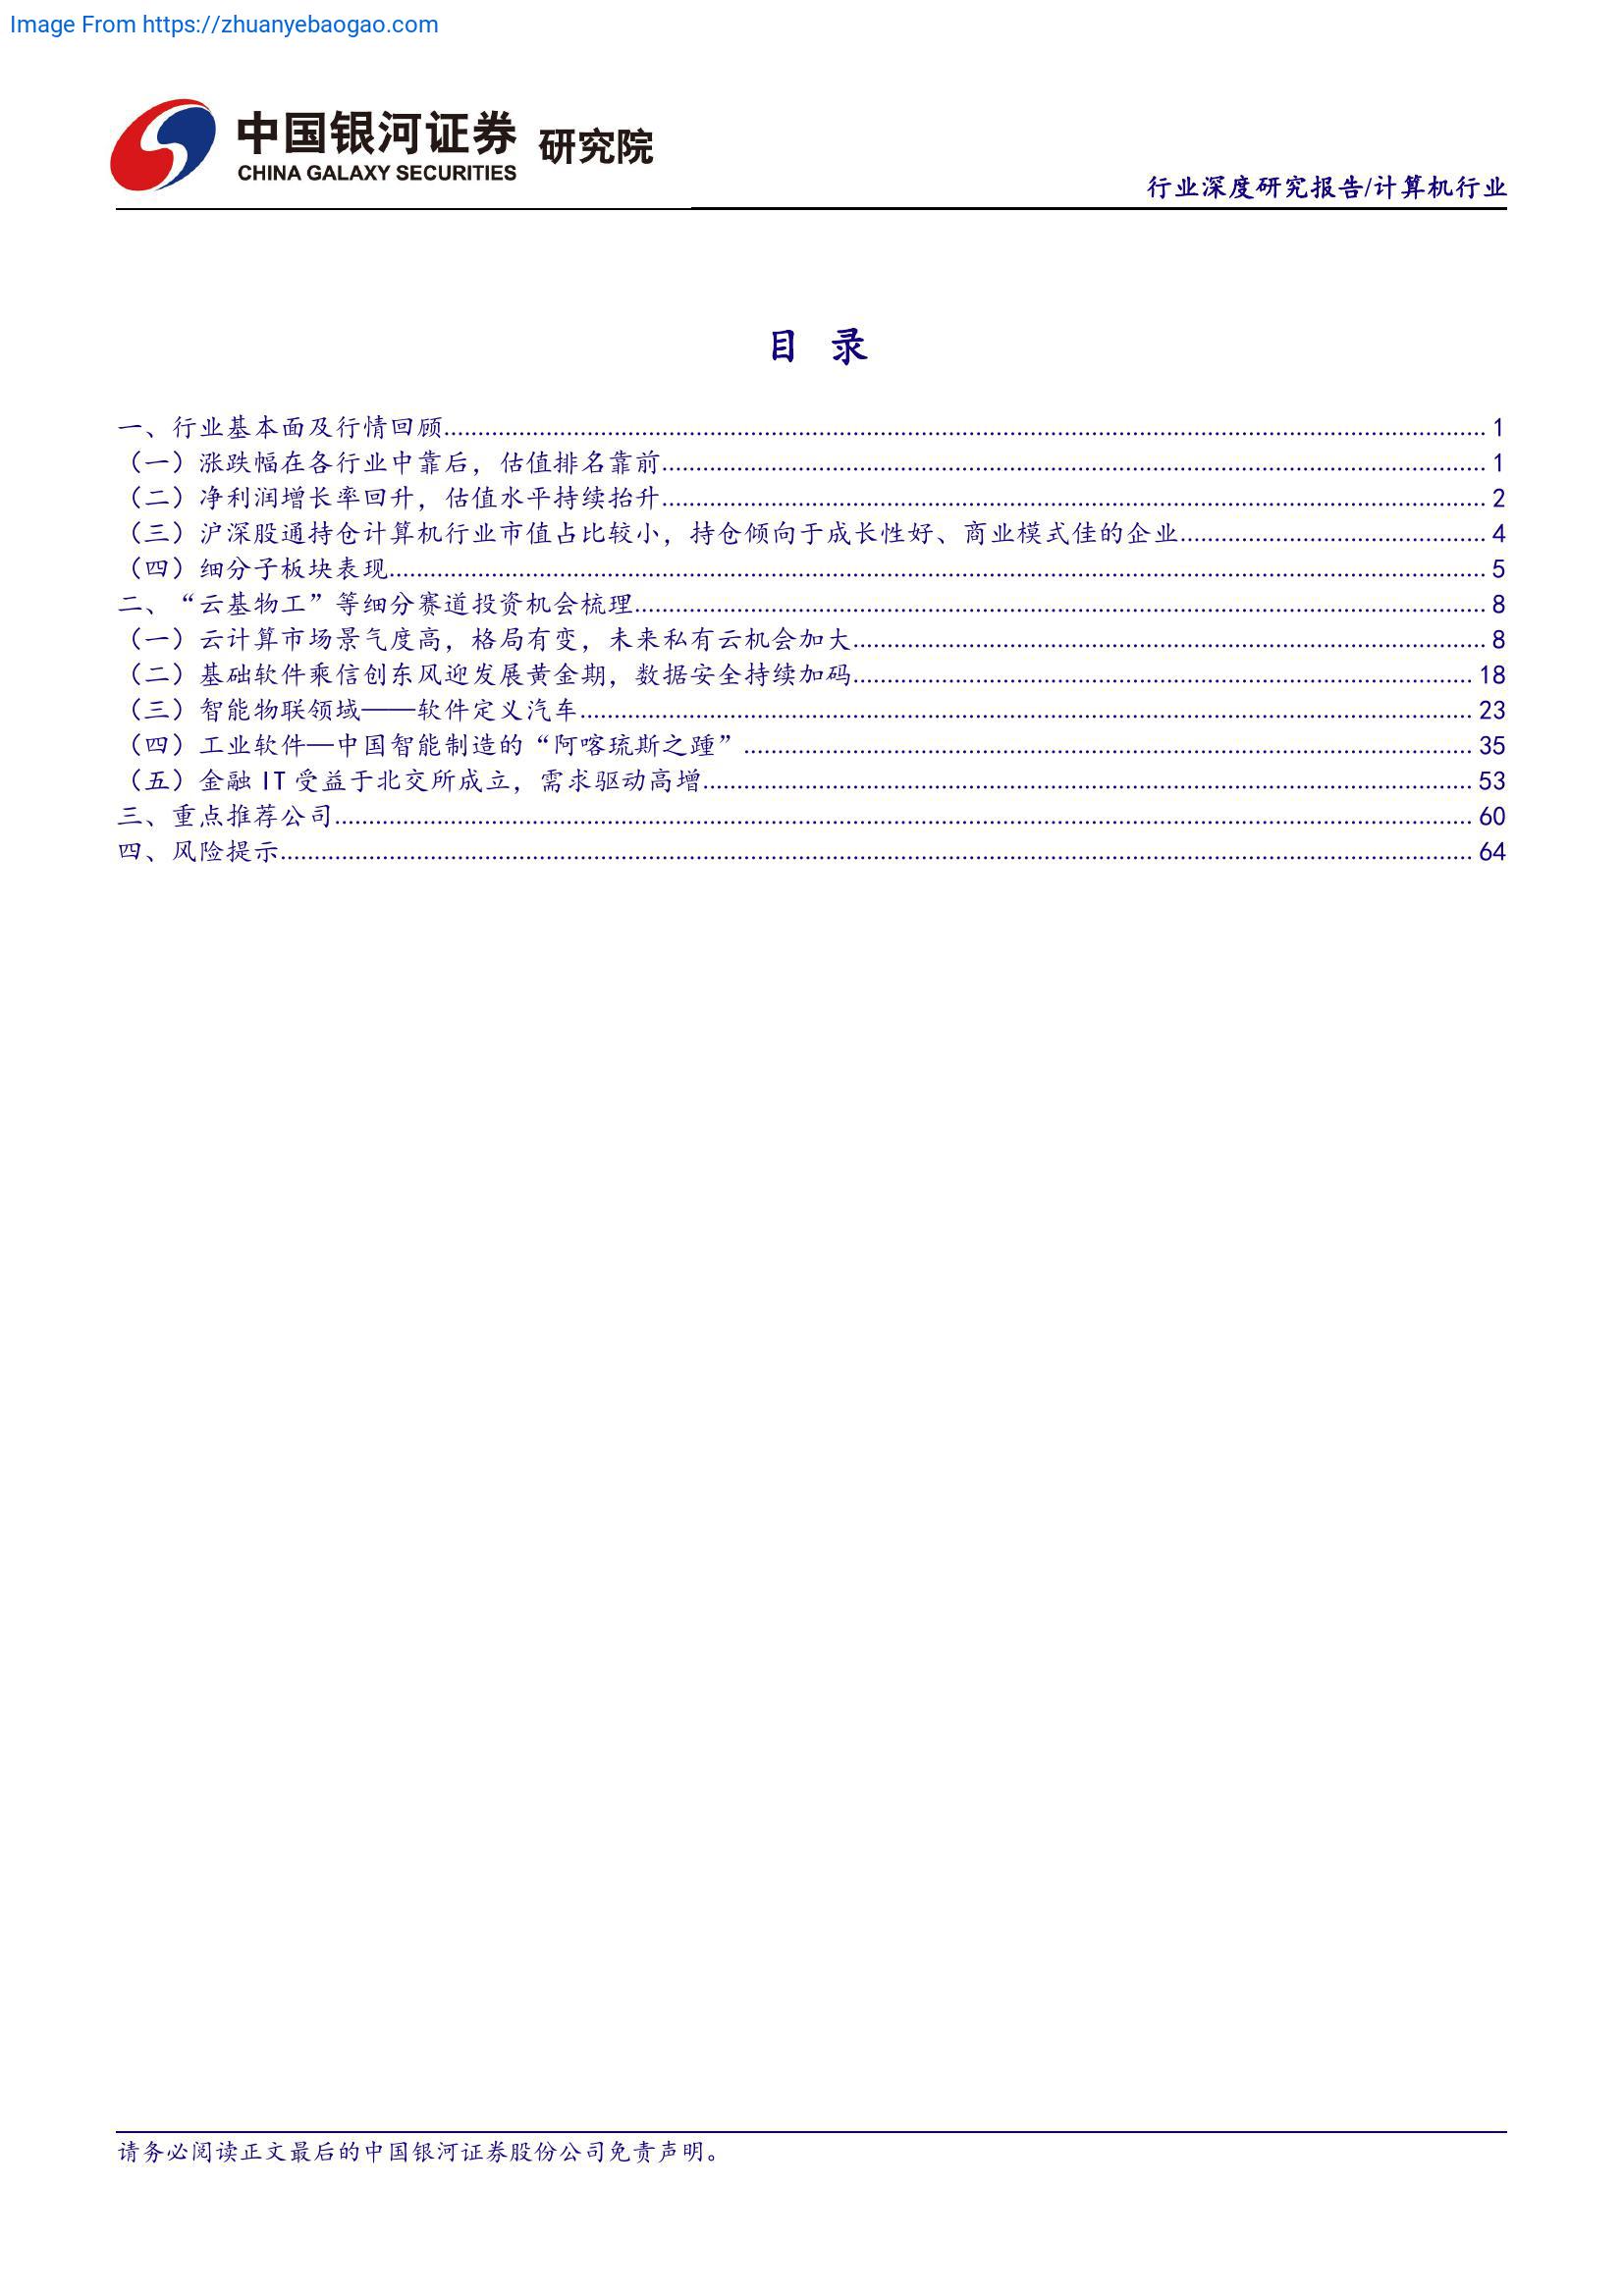 Image From https://zhuanyebaogao.com
中国银河证券 研究院
CHINA GALAXY SECURITIES
行业深度研究报告/计算机行业
目 录
一、行业基本面及行情回顾 1
（一）涨跌幅在各行业中靠后，估值排名靠前 1
（二）净利润增长率回升，估值水平持续抬升 2
（三）沪深股通持仓计算机行业市值占比较小，持仓倾向于成长性好、商业模式佳的企业 4
（四）细分子板块表现 5
二、“云基物工”等细分赛道投资机会梳理 8
（一）云计算市场景气度高，格局有变，未来私有云机会加大 8
（二）基础软件乘信创东风迎发展黄金期，数据安全持续加码 18
（三）智能物联领域——软件定义汽车 23
（四）工业软件—中国智能制造的“阿喀琉斯之踵” 35
（五）金融 IT 受益于北交所成立，需求驱动高增 53
三、重点推荐公司 60
四、风险提示 64
请务必阅读正文最后的中国银河证券股份公司免责声明。